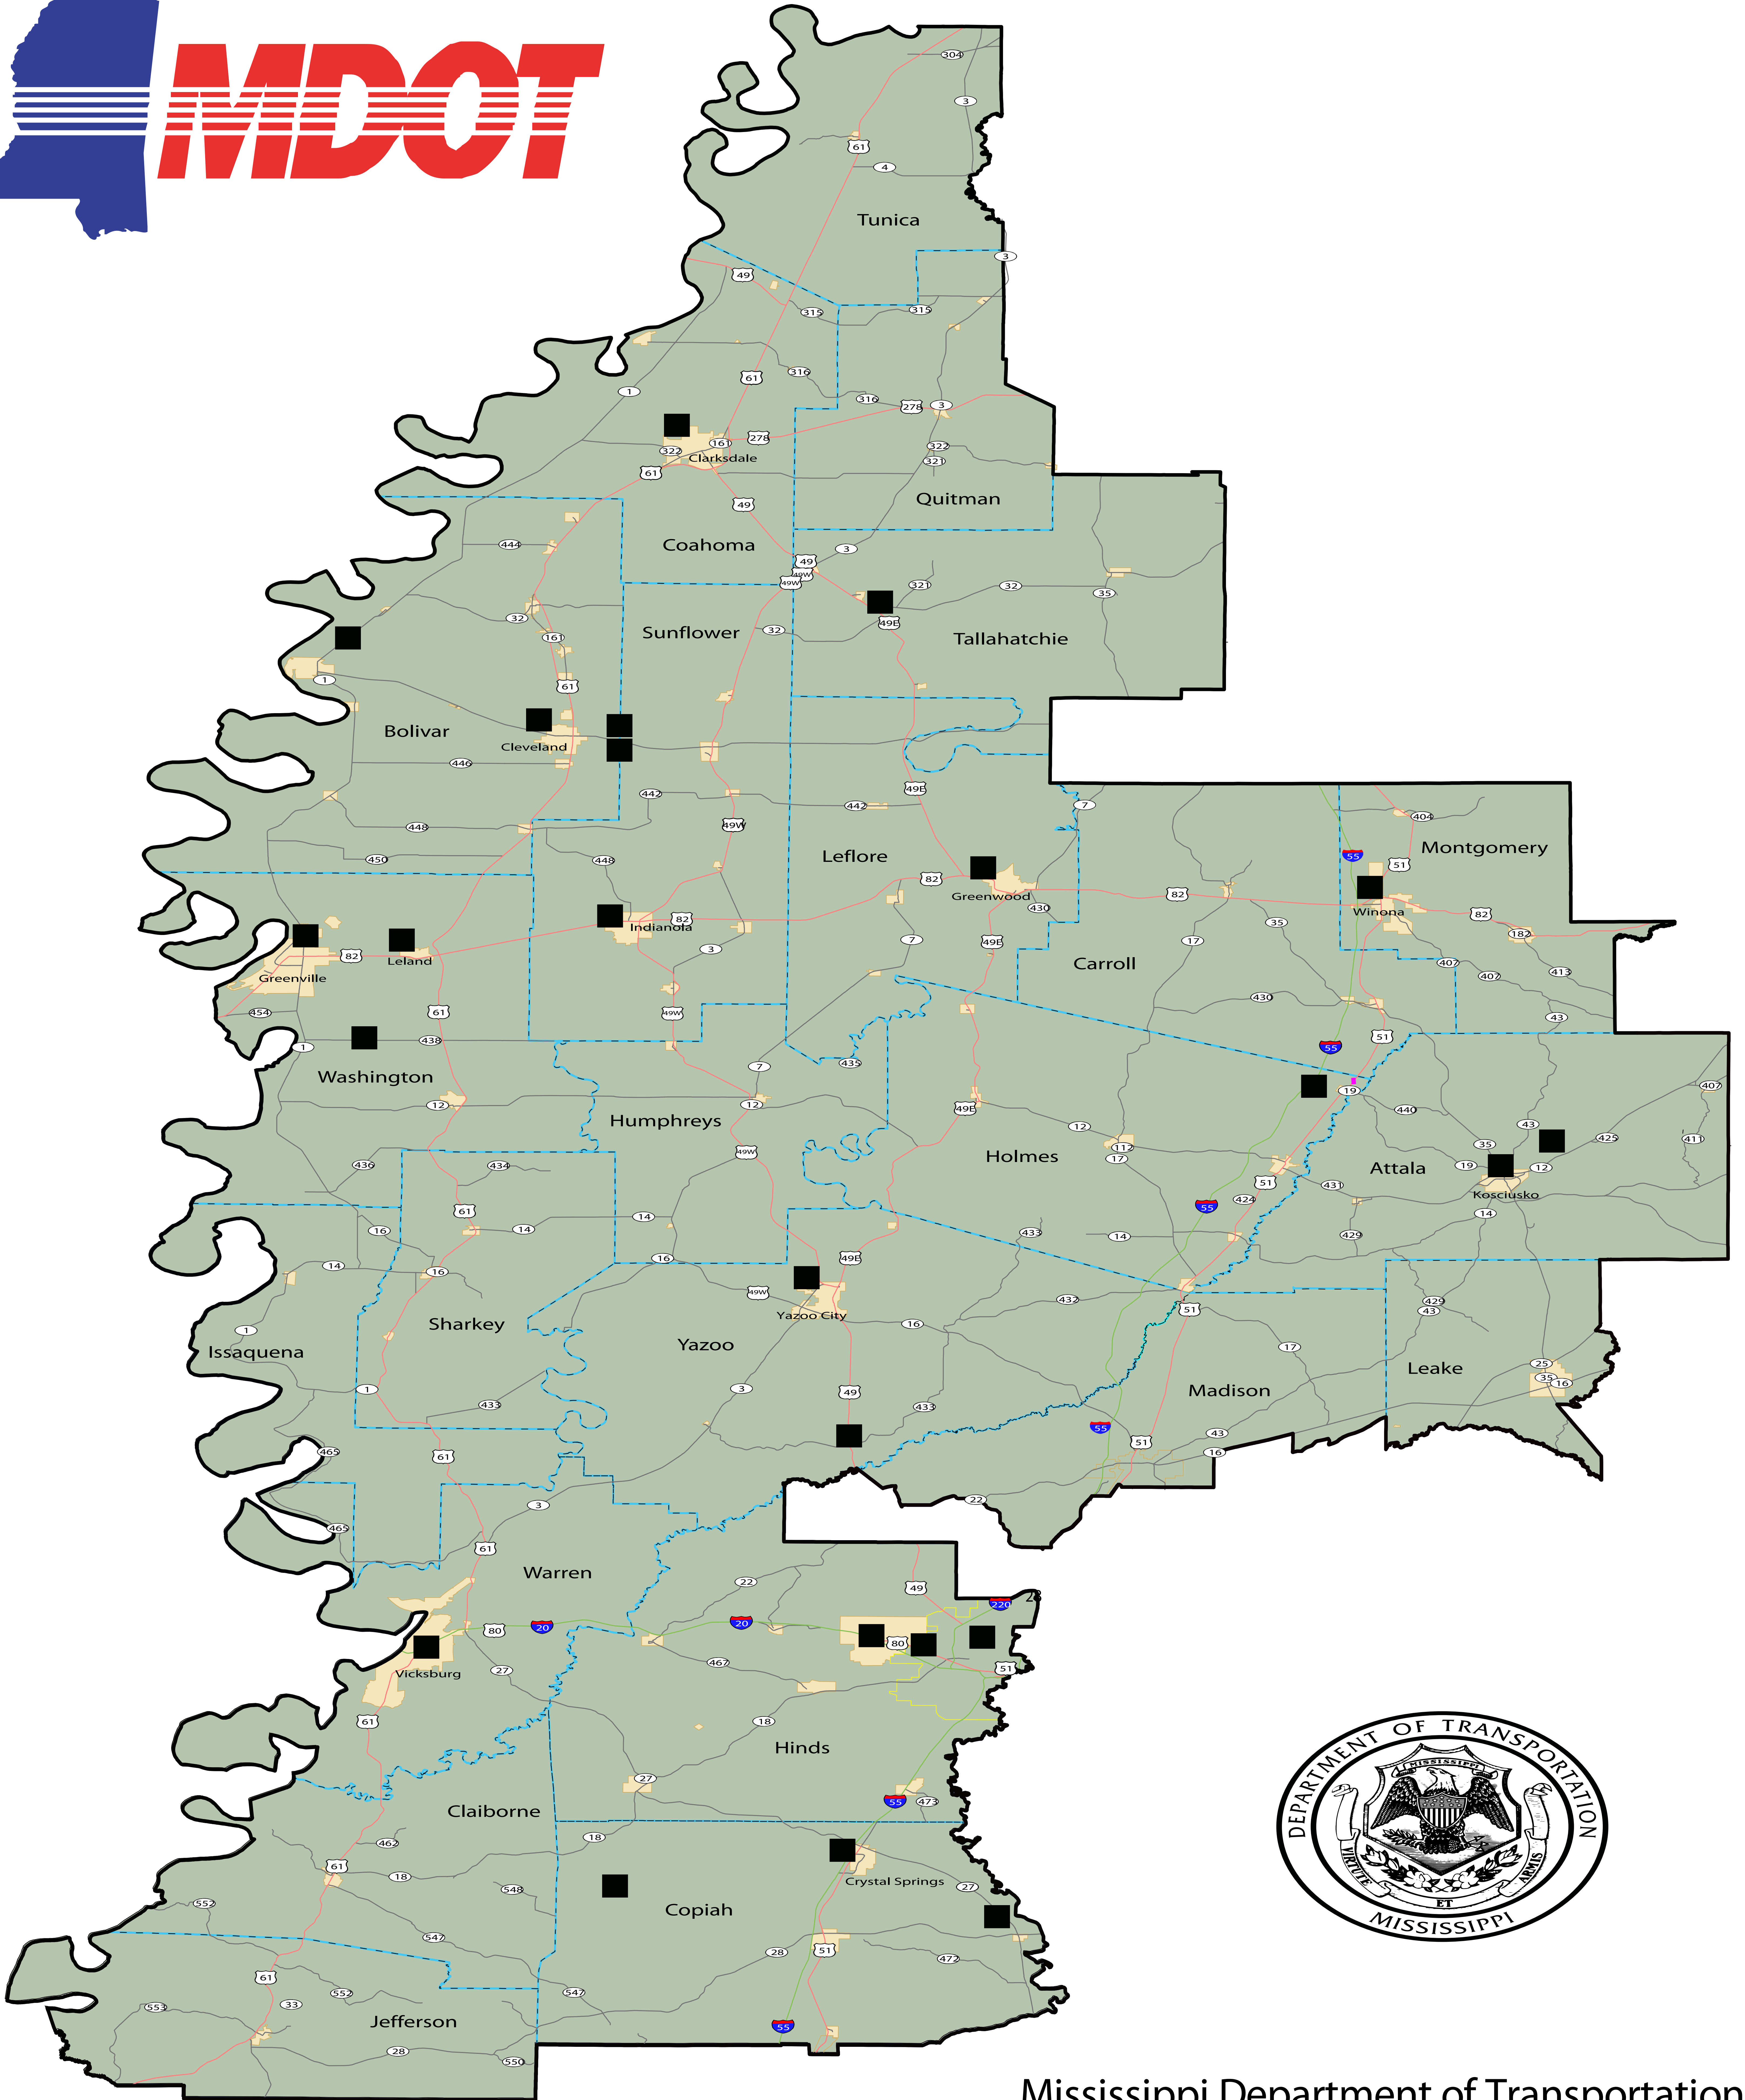 MDOT
304
3
61
4
Tunica
3
49
315
315
61
316
1
316
278
3
161
278
322
322
Clarksdale
321
61
Quitman
49
444
Coahoma
3
49
49W
49W
321
32
35
32
49E
Sunflower
32
161
Tallahatchie
1
61
Bolivar
Cleveland
446
49E
442
442
7
404
448
49W
Montgomery
55
Leflore
450
448
51
82
82
Greenwood
430
Winona
82
82
35
Indianola
182
7
17
49E
3
82
Leland
Greenville
Carroll
407
407
413
430
454
61
49W
43
51
438
1
55
435
7
Washington
407
19
12
12
49E
440
Humphreys
43
12
425
411
35
112
49W
Holmes
17
19
12
Attala
436
434
51
431
Kosciusko
424
61
55
14
14
16
14
433
14
429
49E
16
14
16
49W
432
429
43
51
Yazoo City
Sharkey
16
1
Yazoo
17
Issaquena
25
Leake
35
16
1
3
49
Madison
433
433
55
43
51
465
61
16
22
3
465
61
Warren
22
49
220
20
80
20
80
467
51
27
Vicksburg
61
18
Hinds
27
55
473
Claiborne
18
462
61
18
Crystal Springs
548
27
552
Copiah
547
28
51
472
61
552
547
553
33
Jefferson
55
28
550
DEPARTMENT OF TRANSPORTATION
MISSISSIPPI
VIRTUTE
ET
ARMIS
MISSISSIPPI
Mississippi Department of Transportation